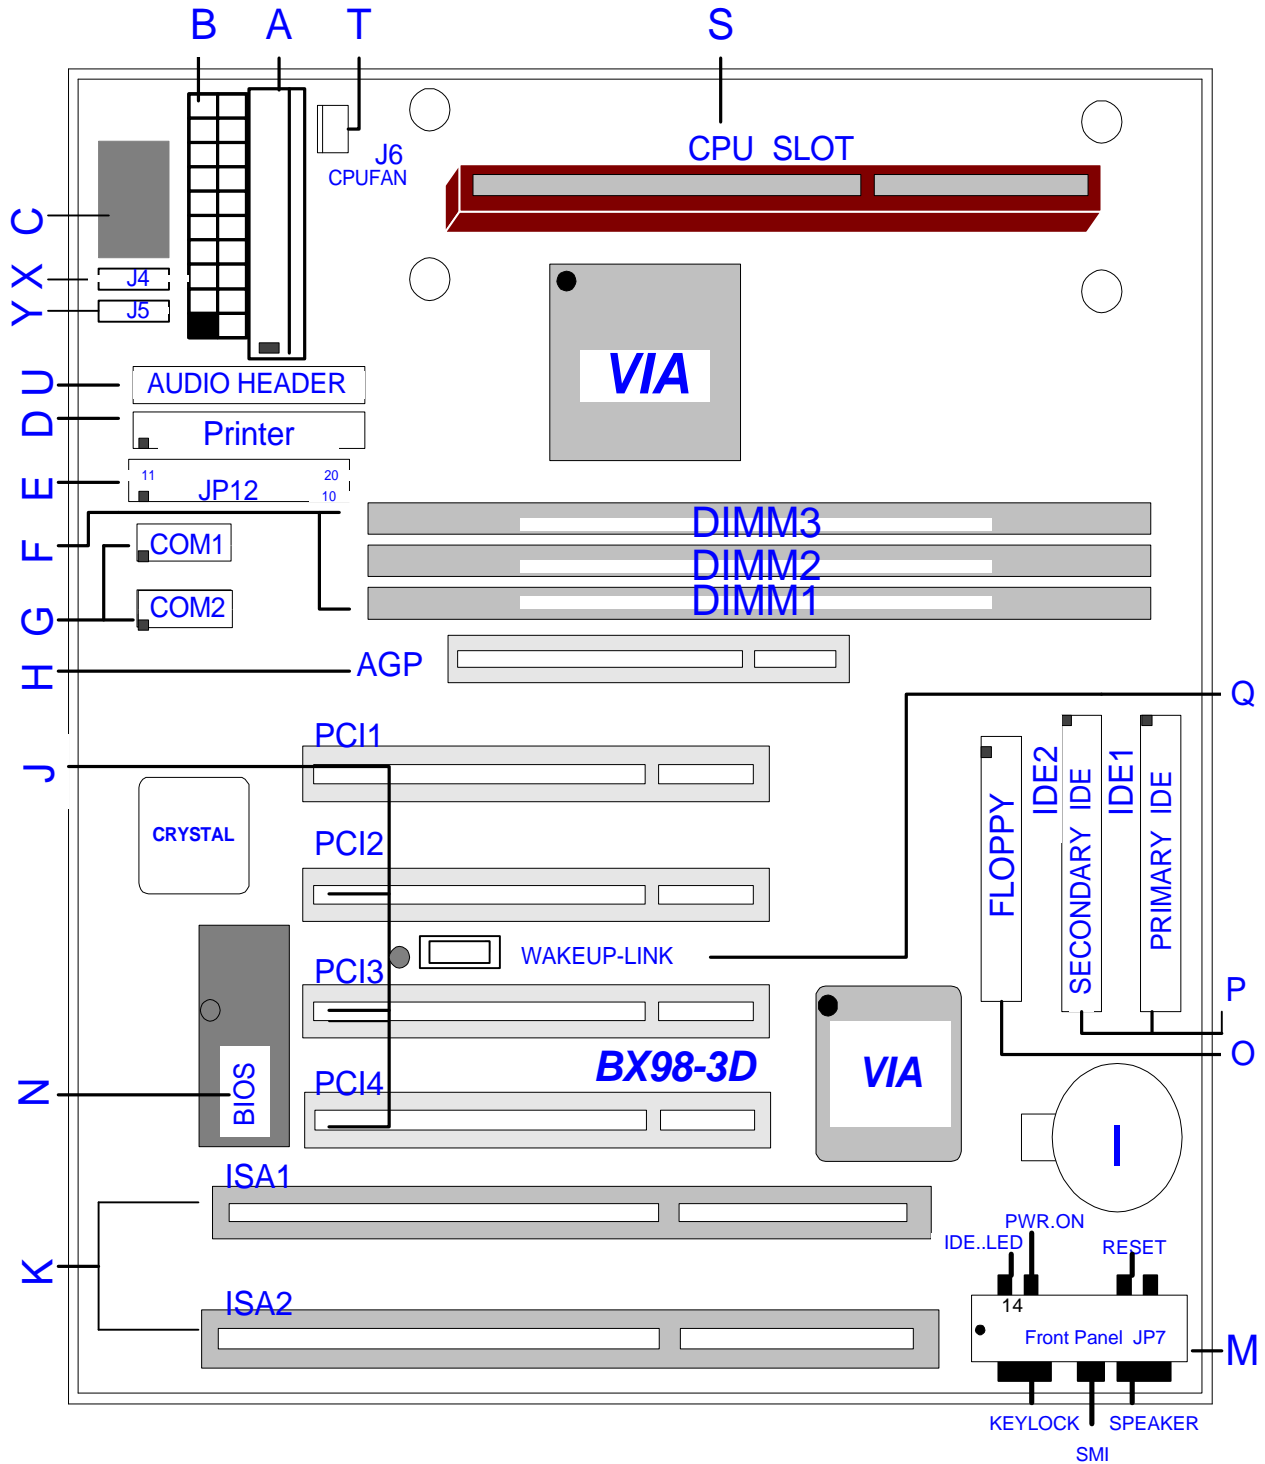 B A T S
CPU SLOT
J6
CPUFAN
C
X
J4
Y
J5
VIA
U
AUDIO HEADER
D
Printer
E
11 20
JP12
10
F
COM1
DIMM3
DIMM2
DIMM1
G
COM2
H
AGP
Q
J
PCI1
CRYSTAL
PCI2
FLOPPY
IDE2
SECONDARY IDE
IDE1
PRIMARY IDE
WAKEUP-LINK
PCI3
P
O
BX98-3D
VIA
N
BIOS
PCI4
I
ISA1
K
ISA2
PWR.ON
IDE..LED
RESET
14
Front Panel JP7
M
KEYLOCK SPEAKER
SMI